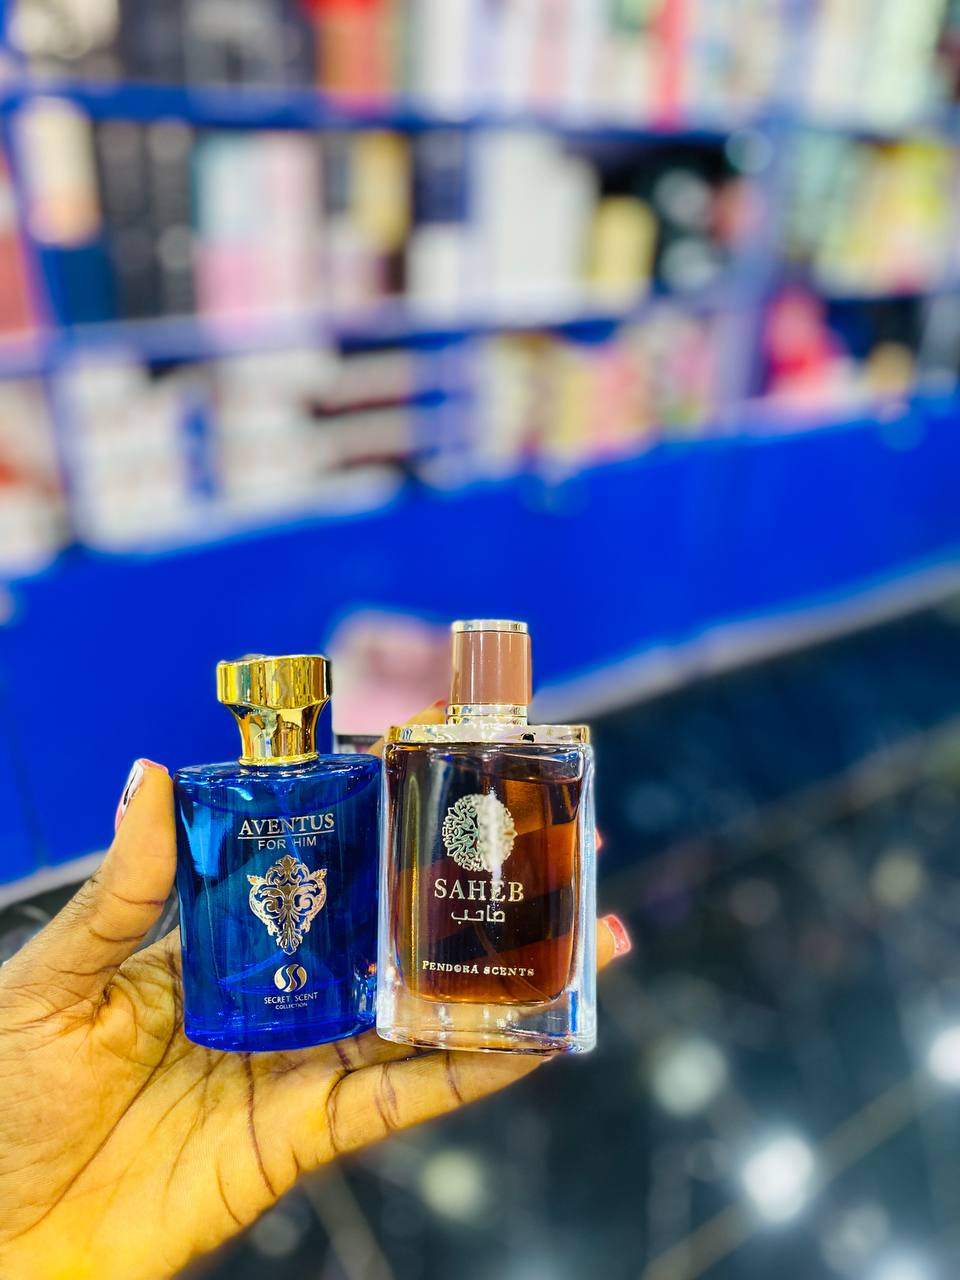 AVENTUS
FOR HIM
SECRET SCENT
COLLECTION
SAHEB
صاحب
PENDORA SCENTS